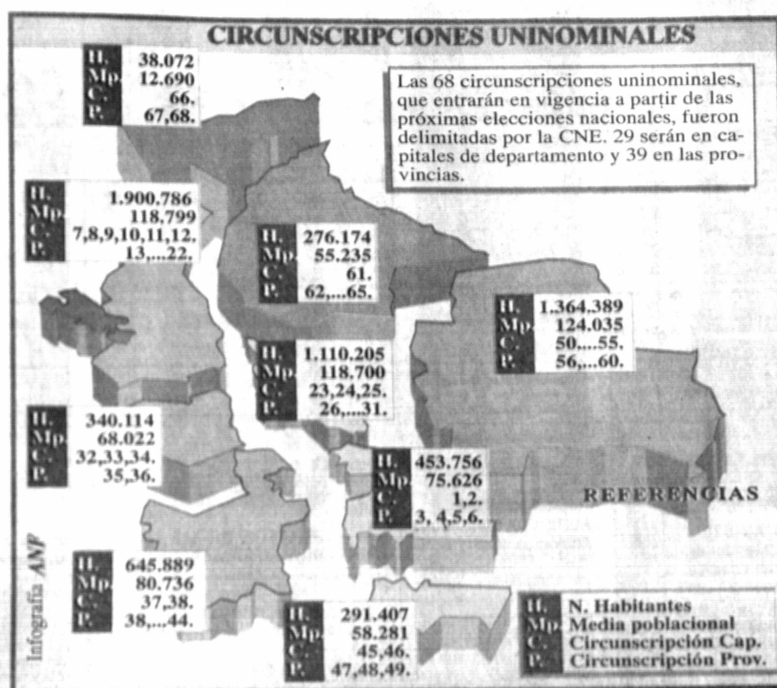 CIRCUNSCRIPCIONES UNINOMINALES
H. 38.072
Mp. 12.690
C. 66.
P. 67,68.
Las 68 circunscripciones uninominales,
que entrarán en vigencia a partir de las
próximas elecciones nacionales, fueron
delimitadas por la CNE. 29 serán en ca-
pitales de departamento y 39 en las pro-
vincias.
H. 1.900.786
Mp. 118.799
C. 7,8,9,10,11,12.
P. 13,...22.
H. 276.174
Mp. 55.235
C. 61.
P. 62,...65.
H. 1.364.389
Mp. 124.035
C. 50,...55.
P. 56,...60.
H. 1.110.205
Mp. 118.700
C. 23,24,25.
P. 26,...31.
H. 340.114
Mp. 68.022
C. 32,33,34.
P. 35,36.
H. 453.756
Mp. 75.626
C. 1,2.
P. 3, 4,5,6.
REFERENCIAS
H. 645.889
Mp. 80.736
C. 37,38.
P. 38,...44.
H. 291.407
Mp. 58.281
C. 45,46.
P. 47,48,49.
H. N. Habitantes
Mp. Media poblacional
C. Circunscripción Cap.
P. Circunscripción Prov.
Infografía ANF